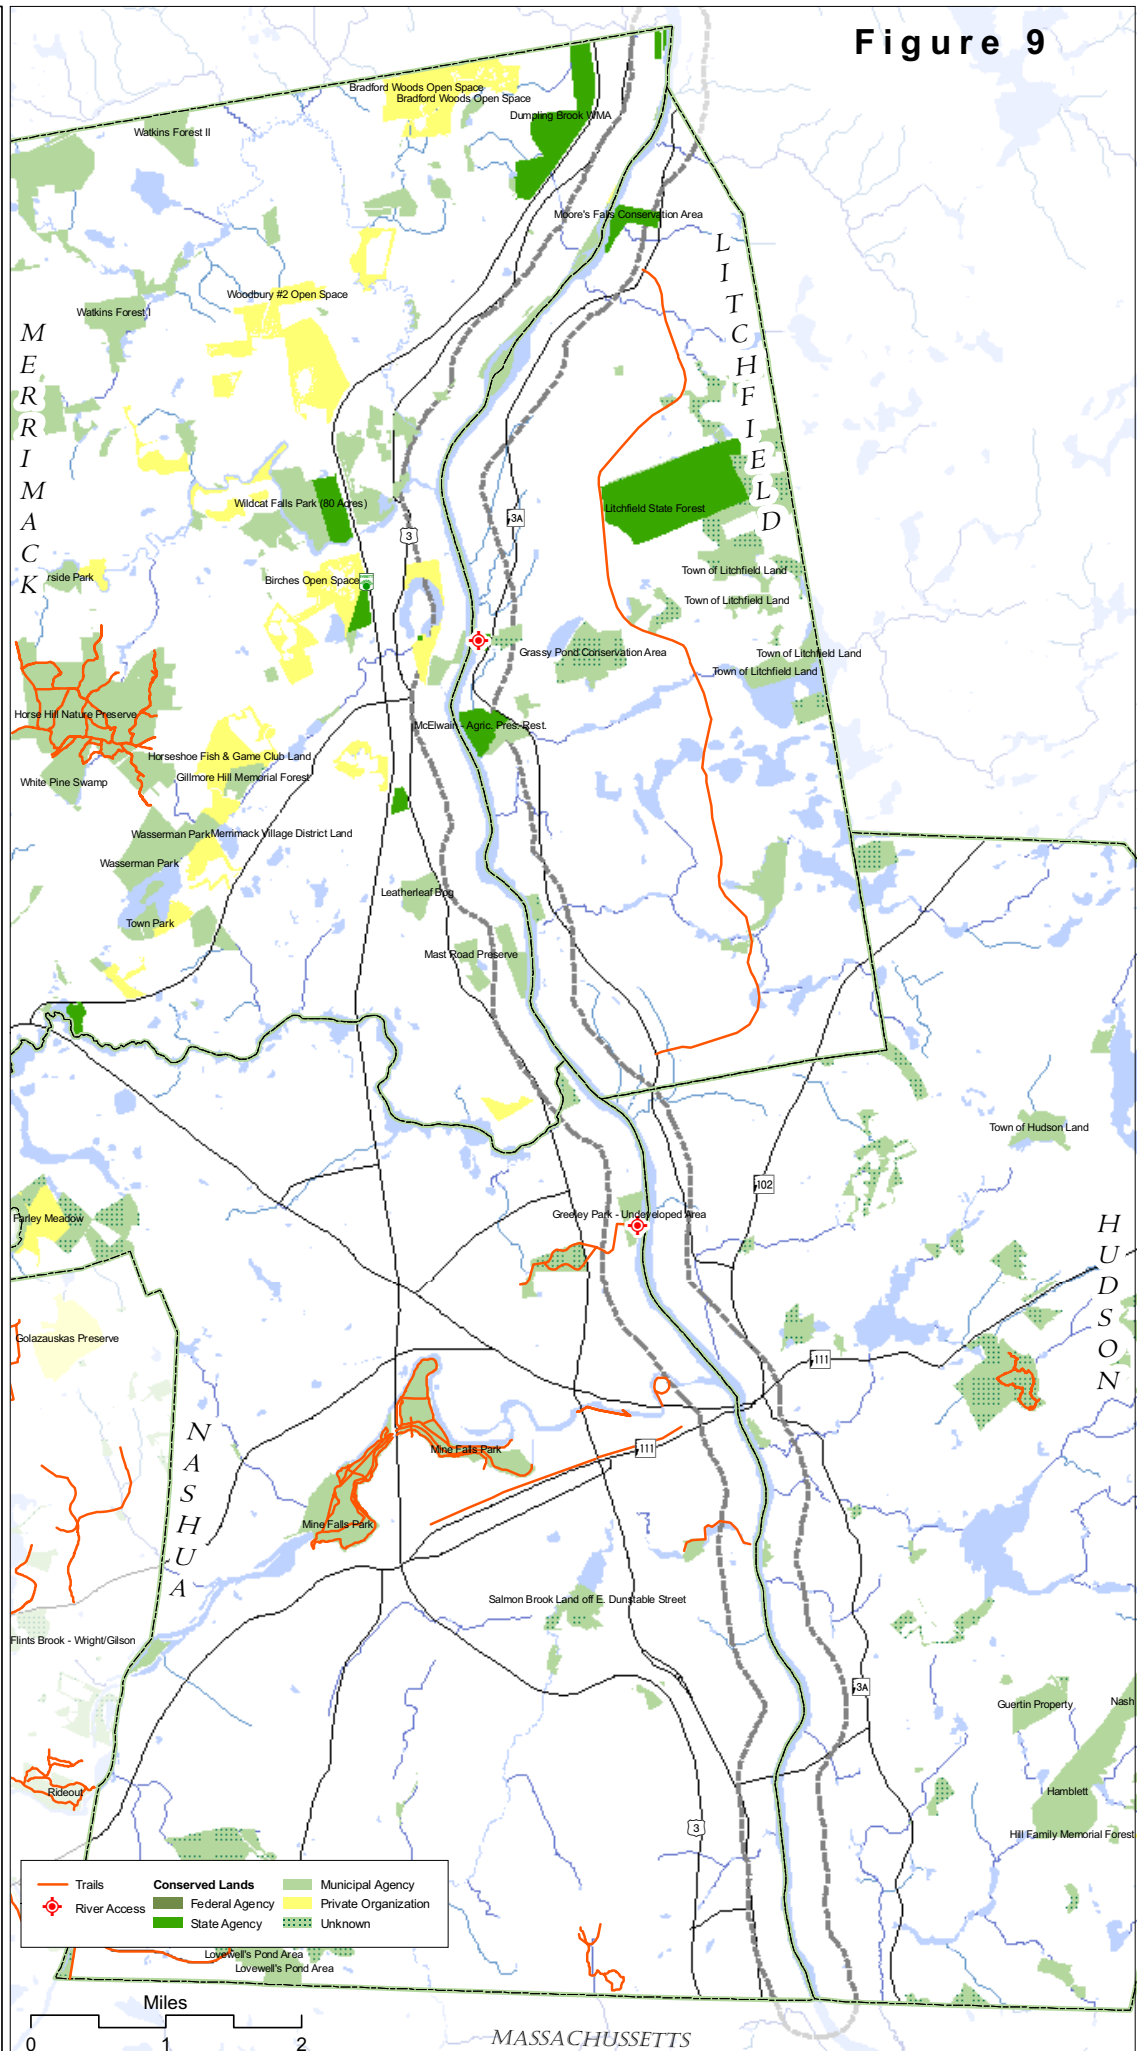 Figure 9
Bradford Woods Open Space
Bradford Woods Open Space
Dumpling Brook WMA
Watkins Forest II
Moore's Falls Conservation Area
LITCHFIELD
Woodbury #2 Open Space
Watkins Forest I
MERRIMACK
Wildcat Falls Park (80 Acres)
Litchfield State Forest
3A
3
Town of Litchfield Land
rside Park
Birches Open Space
Town of Litchfield Land
Grassy Pond Conservation Area
Town of Litchfield Land
Town of Litchfield Land
Horse Hill Nature Preserve
McElwain - Agric. Pres. Rest.
Horseshoe Fish & Game Club Land
Gillmore Hill Memorial Forest
White Pine Swamp
Wasserman Park
Merrimack Village District Land
Wasserman Park
Leatherleaf Bog
Town Park
Mast Road Preserve
Town of Hudson Land
102
Farley Meadow
Greeley Park - Undeveloped Area
HUDSON
Golazauskas Preserve
111
NASHUA
Mine Falls Park
111
Mine Falls Park
Salmon Brook Land off E. Dunstable Street
Flints Brook - Wright/Gilson
3A
Guertin Property
Nash
Rideout
Hamblett
3
Hill Family Memorial Forest
Trails
River Access
Conserved Lands
Federal Agency
State Agency
Municipal Agency
Private Organization
Unknown
Lovewell's Pond Area
Lovewell's Pond Area
Miles
0 1 2
MASSACHUSSETTS